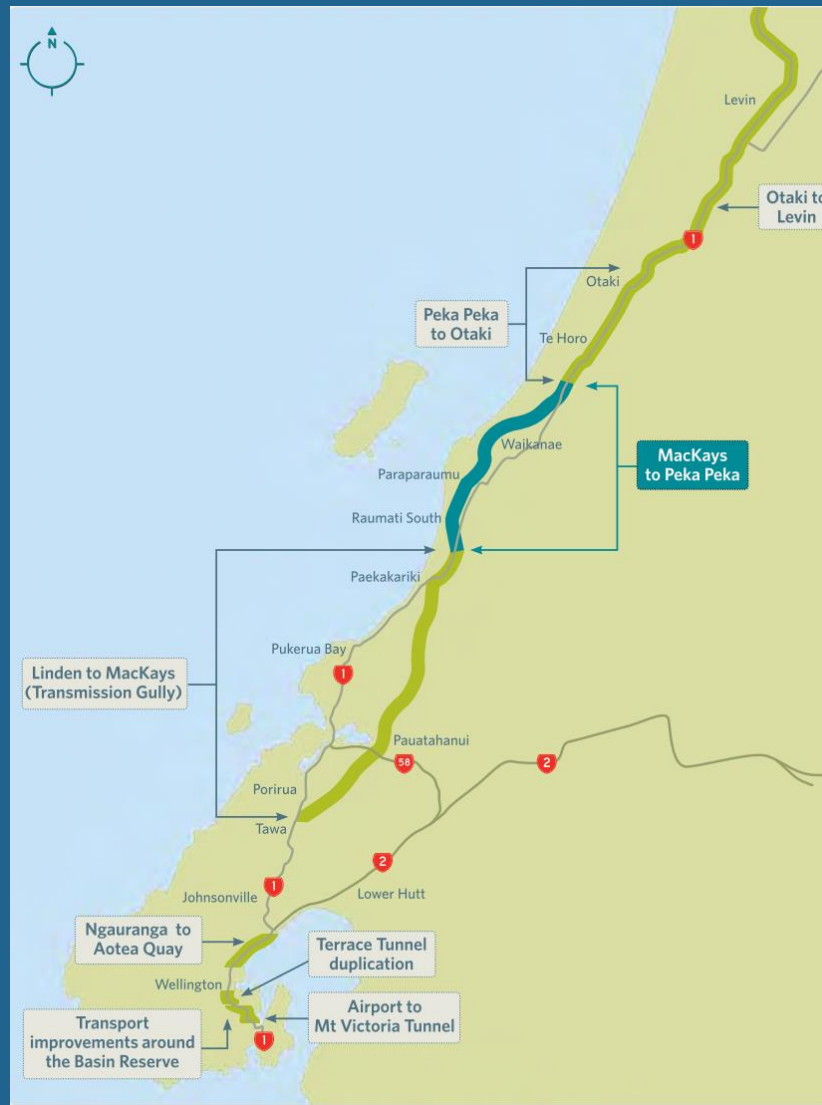 N
Levin
Otaki to
Levin
1
Otaki
Peka Peka
to Otaki
Te Horo
Waikanae
MacKays
to Peka Peka
Paraparaumu
Raumati South
Paekakariki
Pukerua Bay
Linden to MacKays
(Transmission Gully)
1
Pauatahanui
58
2
Porirua
Tawa
2
1
Johnsonville
Lower Hutt
Ngauranga to
Aotea Quay
Terrace Tunnel
duplication
Wellington
Airport to
Mt Victoria Tunnel
Transport
improvements around
the Basin Reserve
1